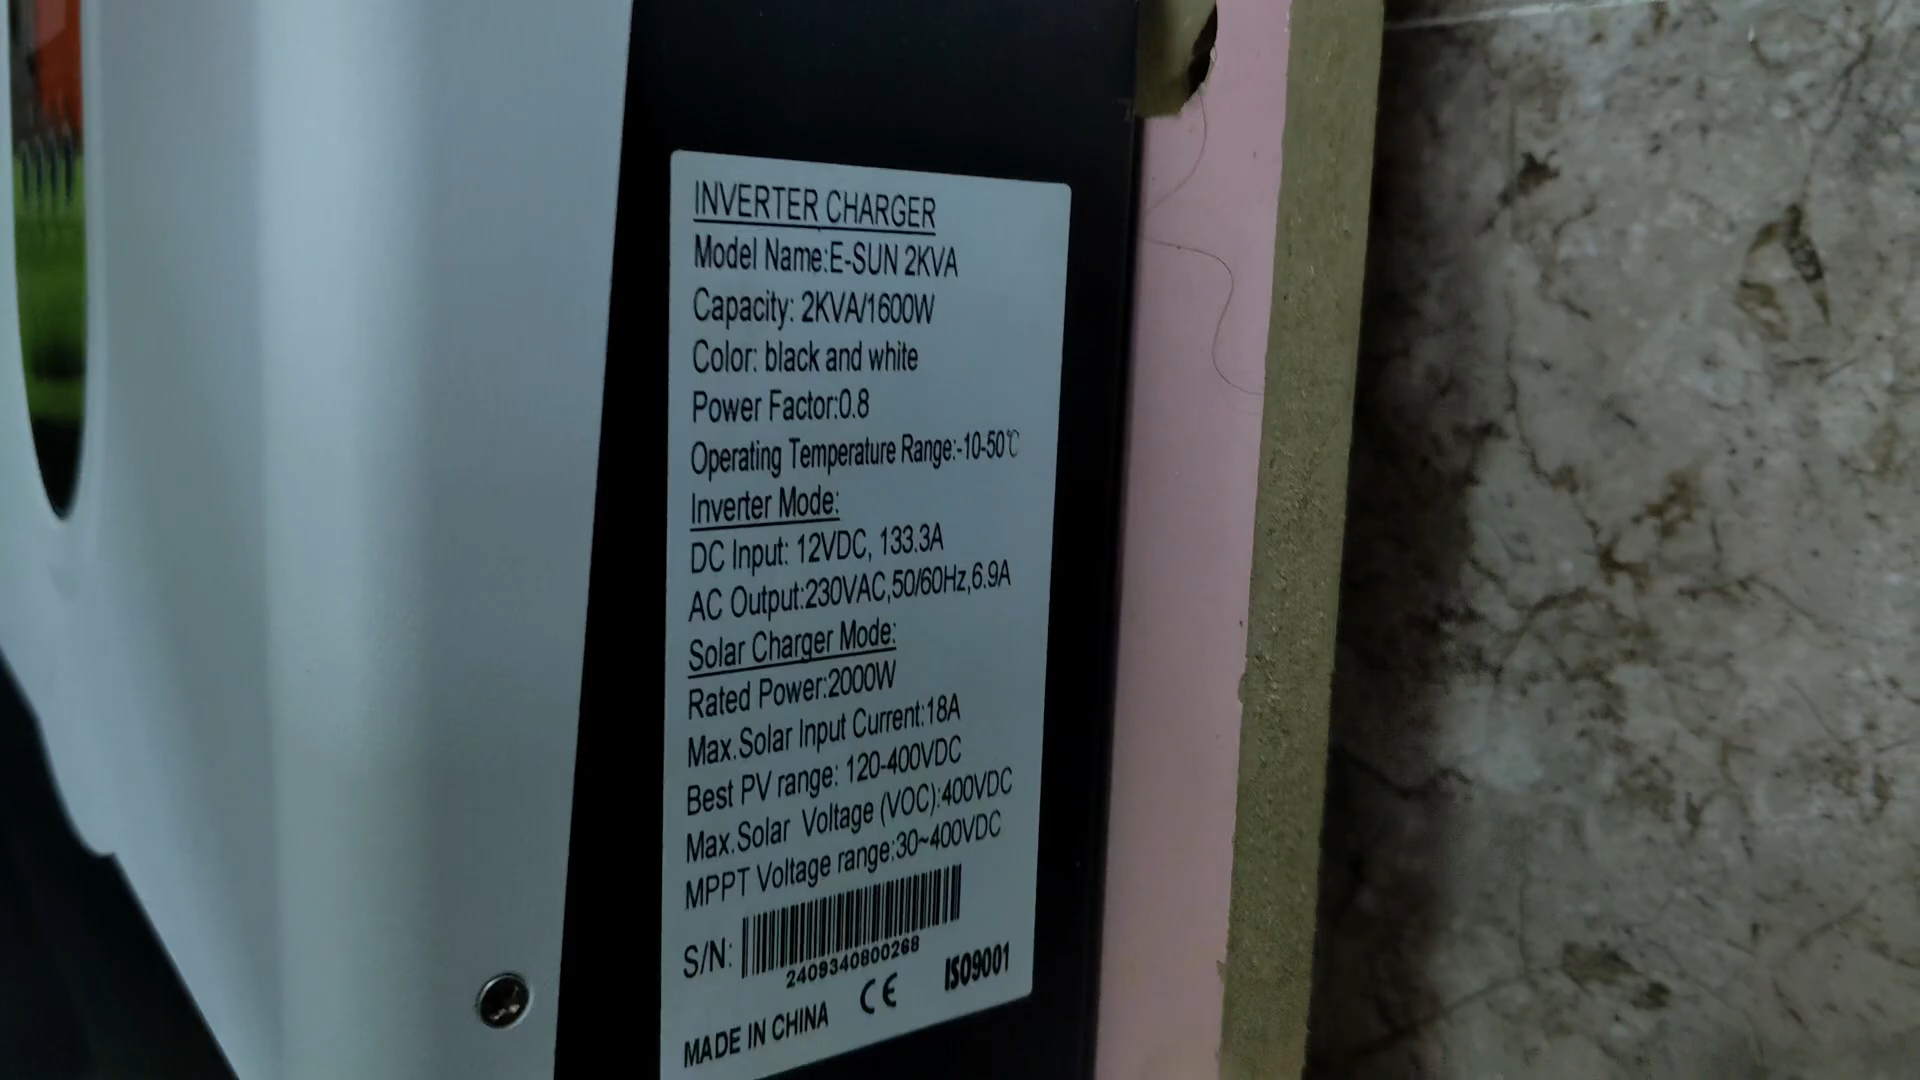 INVERTER CHARGER
Model Name:E-SUN 2KVA
Capacity: 2KVA/1600W
Color: black and white
Power Factor:0.8
Operating Temperature Range:-10-50℃
Inverter Mode:
DC Input: 12VDC, 133.3A
AC Output:230VAC,50/60Hz,6.9A
Solar Charger Mode:
Rated Power:2000W
Max.Solar Input Current:18A
Best PV range: 120-400VDC
Max.Solar Voltage (VOC):400VDC
MPPT Voltage range:30~400VDC
S/N:
2409340800268
MADE IN CHINA CE ISO9001